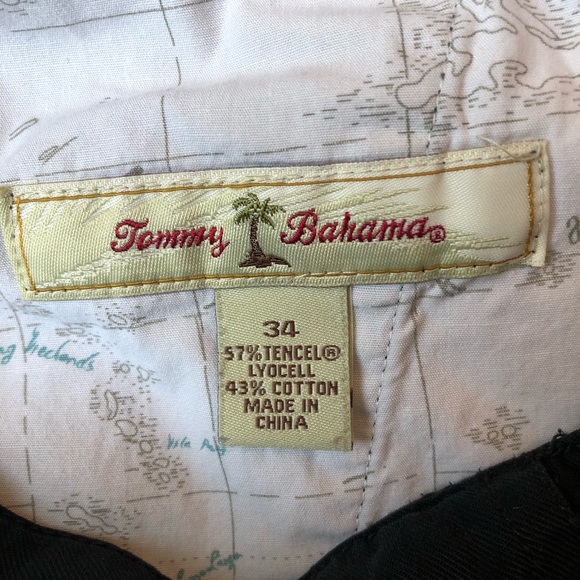 Tommy Bahama®
34
57%TENCEL®
LYOCELL
43% COTTON
MADE IN
CHINA